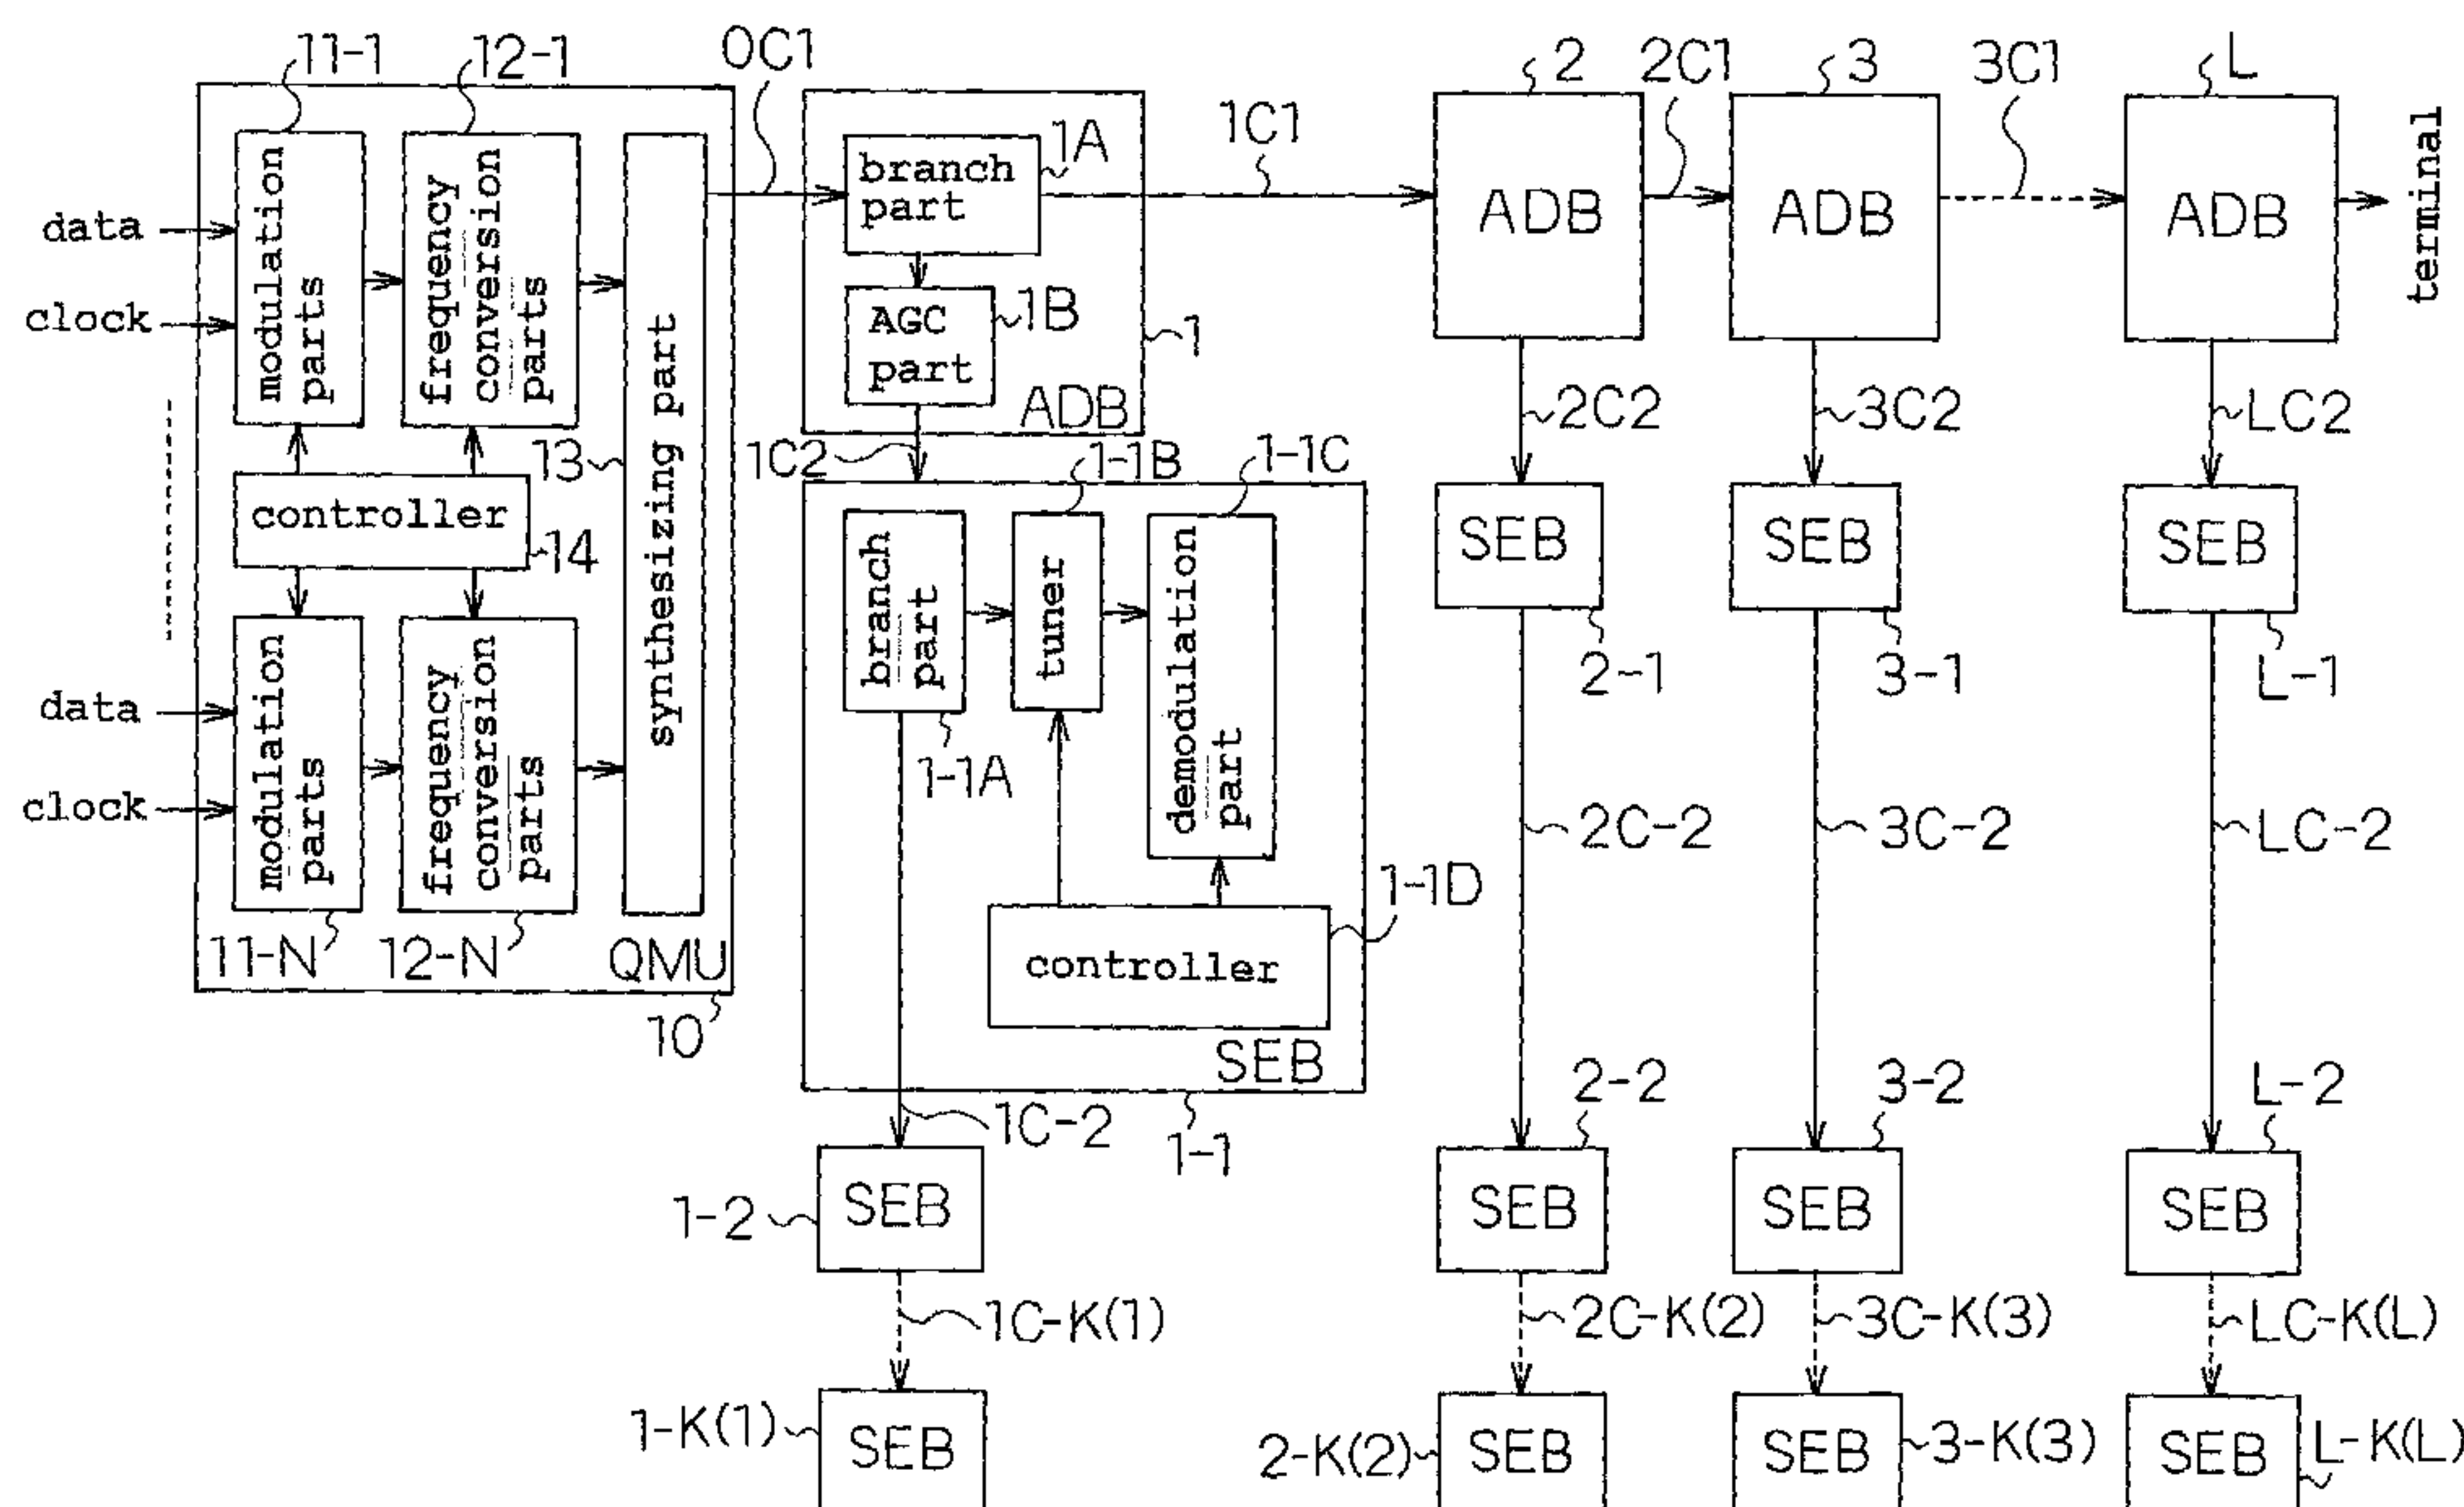 11-1
12-1
0C1
2
2C1
3
3C1
L
data
clock
modulation
parts
frequency
conversion
parts
synthesizing part
branch
part
1A
1C1
ADB
ADB
ADB
terminal
AGC
part
1B
1
ADB
controller
13
14
1C2
1-1B
1-1C
2C2
3C2
LC2
branch
part
tuner
demodulation
part
SEB
SEB
SEB
2-1
3-1
L-1
data
clock
modulation
parts
frequency
conversion
parts
1-1A
1-1D
controller
SEB
2C-2
3C-2
LC-2
11-N
12-N
QMU
10
1C-2
1-1
2-2
3-2
L-2
1-2
SEB
SEB
SEB
SEB
1C-K(1)
2C-K(2)
3C-K(3)
LC-K(L)
1-K(1)
SEB
2-K(2)
SEB
SEB
3-K(3)
SEB
L-K(L)